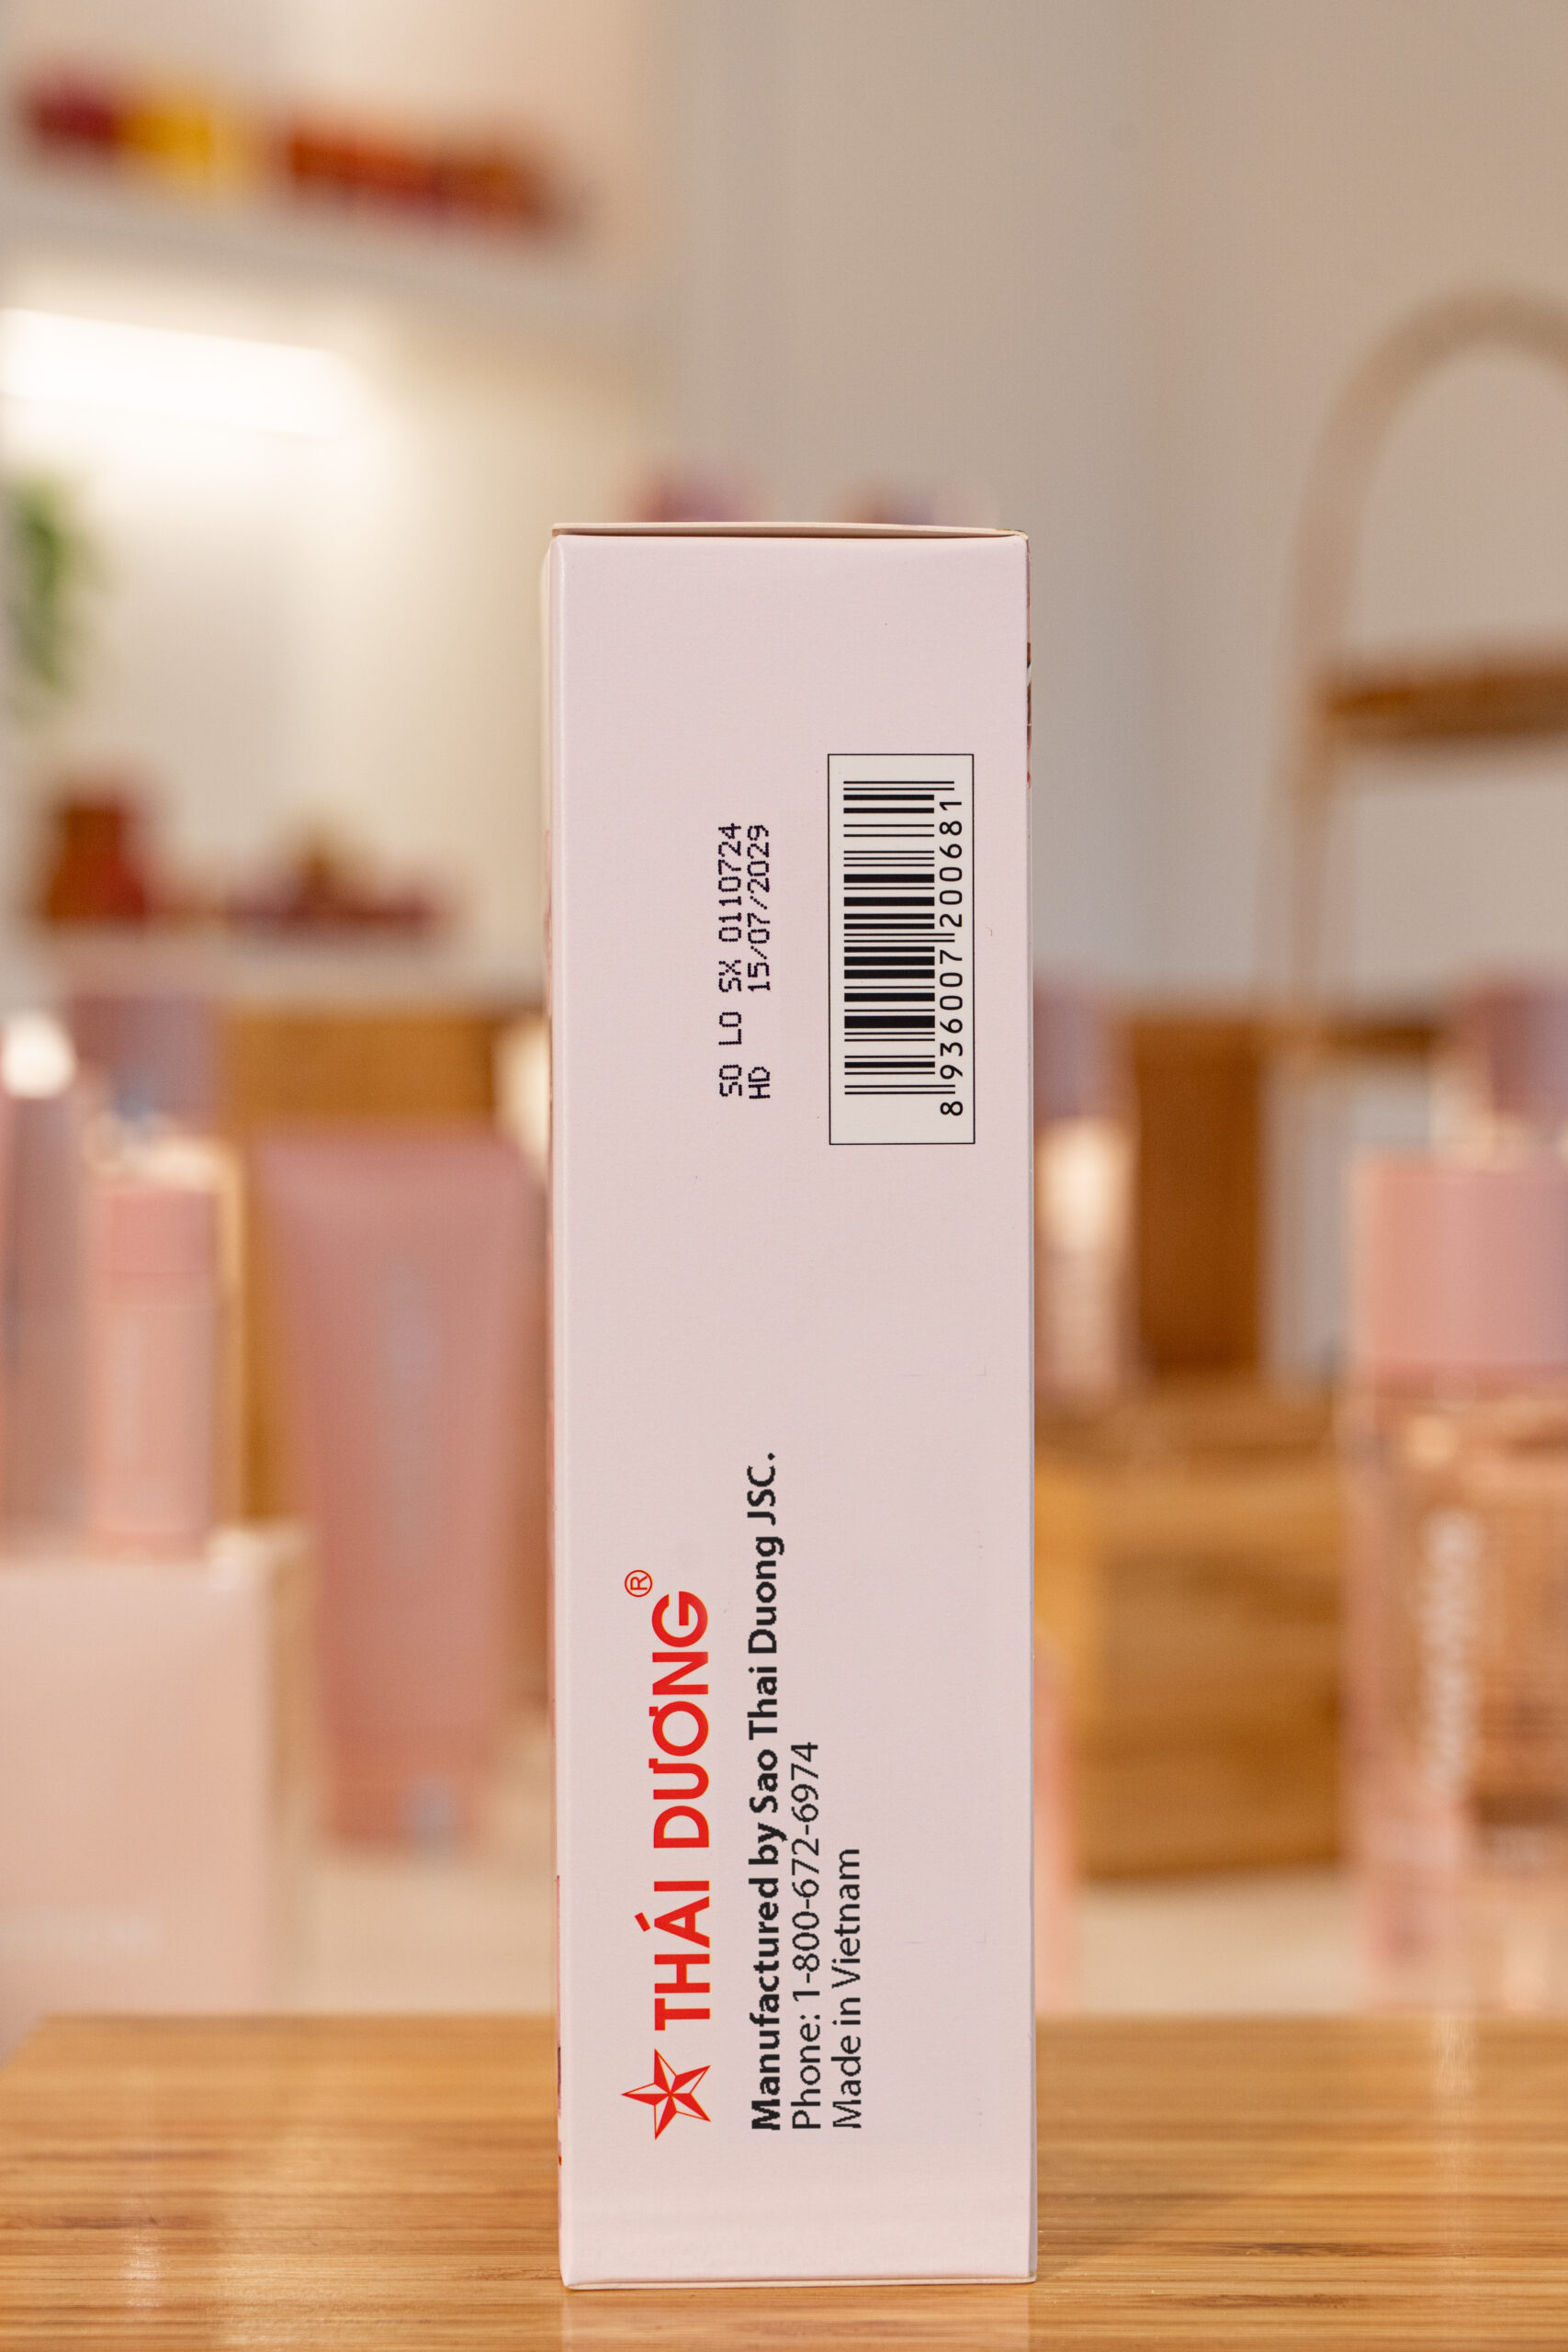 THÁI DƯƠNG®
Manufactured by Sao Thai Duong JSC.
Phone: 1-800-672-6974
Made in Vietnam
SO LO SX 0110724
HD 15/07/2029
8 936007 200681